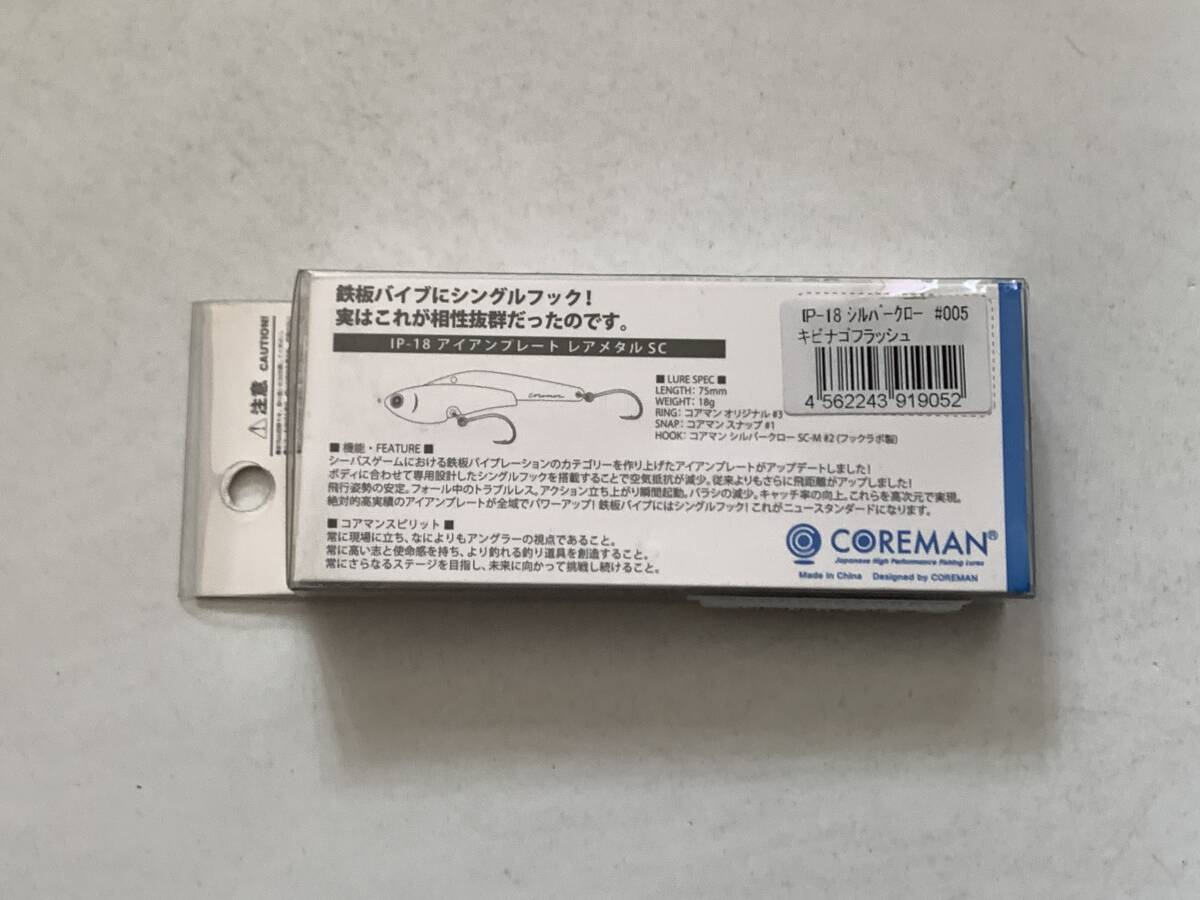 鉄板バイブにシングルフック!
実はこれが相性抜群だったのです。
IP-18 アイアンプレート レアメタル SC
coreman
■ LURE SPEC ■
LENGTH: 75mm
WEIGHT: 18g
RING: コアマン オリジナル #3
SNAP: コアマン スナップ #1
HOOK: コアマン シルバークロー SC-M #2 (フックラボ製)
■ 機能・FEATURE ■
シーバスゲームにおける鉄板バイブレーションのカテゴリーを作り上げたアイアンプレートがアップデートしました!
ボディに合わせて専用設計したシングルフックを搭載することで空気抵抗が減少。従来よりもさらに飛距離がアップしました!
飛行姿勢の安定。フォール中のトラブルレス。アクション立ち上がり瞬間起動。バラシの減少。キャッチ率の向上。これらを高次元で実現。
絶対的高実績のアイアンプレートが全域でパワーアップ! 鉄板バイブにはシングルフック! これがニュースタンダードになります。
■ コアマンスピリット ■
常に現場に立ち、なによりもアングラーの視点であること。
常に高い志と使命感を持ち、より釣れる釣り道具を創造すること。
常にさらなるステージを目指し、未来に向かって挑戦し続けること。
IP-18 シルバークロー #005
キビナゴフラッシュ
4 562243 919052
COREMAN®
Japanese High Performance Fishing Lures
Made in China Designed by COREMAN
⚠ 注意 CAUTION!